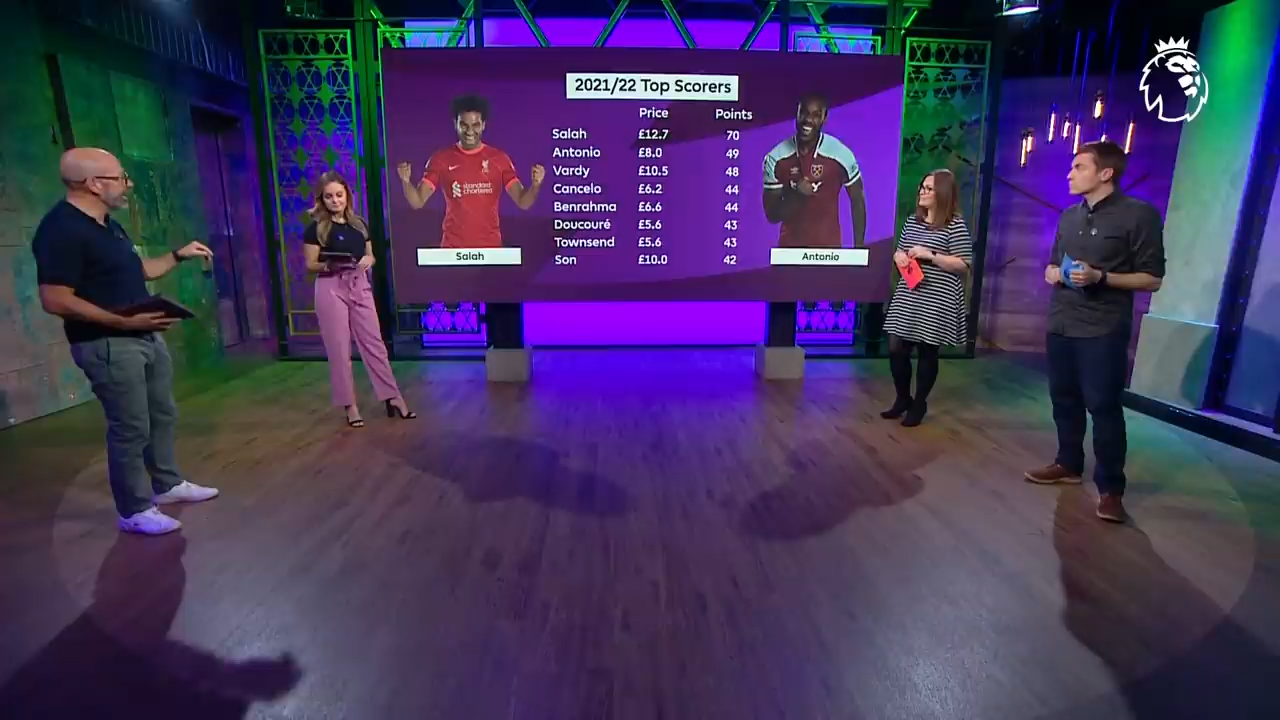 2021/22 Top Scorers
Price Points
Salah £12.7 70
Antonio £8.0 49
Vardy £10.5 48
Cancelo £6.2 44
Benrahma £6.6 44
Doucouré £5.6 43
Townsend £5.6 43
Son £10.0 42
standard chartered
Salah
Antonio